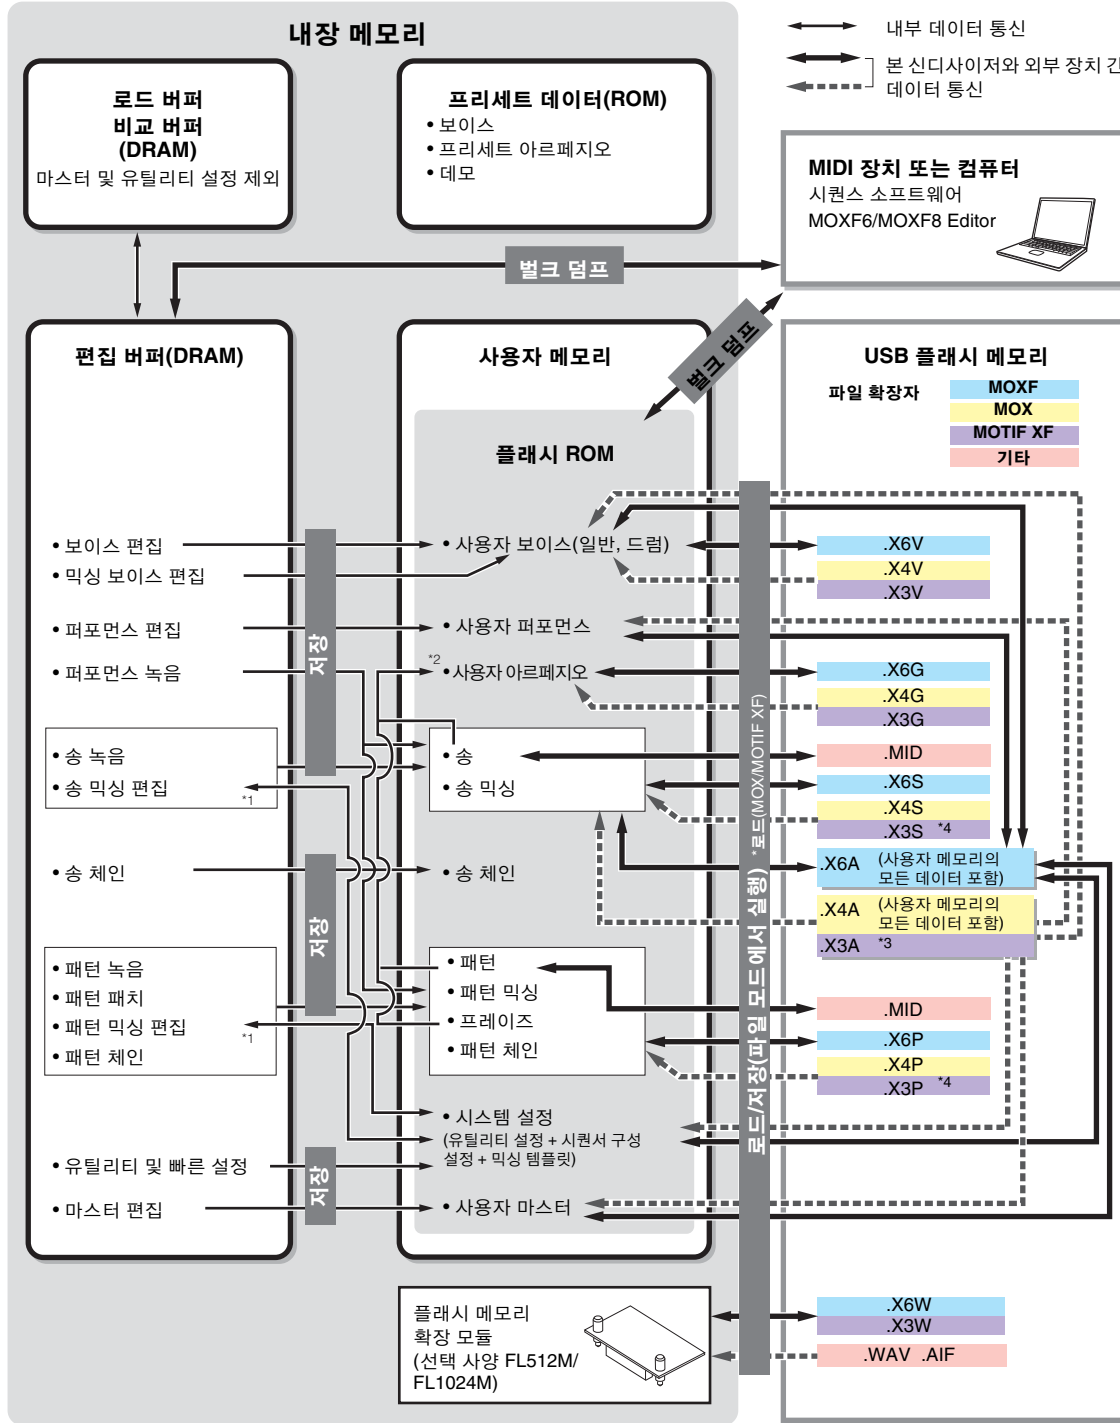 내장 메모리
내부 데이터 통신
본 신디사이저와 외부 장치 간
데이터 통신
로드 버퍼
비교 버퍼
(DRAM)
마스터 및 유틸리티 설정 제외
프리세트 데이터(ROM)
• 보이스
• 프리세트 아르페지오
• 데모
MIDI 장치 또는 컴퓨터
시퀀스 소프트웨어
MOXF6/MOXF8 Editor
벌크 덤프
벌크 덤프
편집 버퍼(DRAM)
• 보이스 편집
• 믹싱 보이스 편집
• 퍼포먼스 편집
• 퍼포먼스 녹음
• 송 녹음
• 송 믹싱 편집
*1
• 송 체인
• 패턴 녹음
• 패턴 패치
• 패턴 믹싱 편집
*1
• 패턴 체인
• 유틸리티 및 빠른 설정
• 마스터 편집
저장
저장
저장
사용자 메모리
플래시 ROM
• 사용자 보이스(일반, 드럼)
• 사용자 퍼포먼스
*2
• 사용자 아르페지오
• 송
• 송 믹싱
• 송 체인
• 패턴
• 패턴 믹싱
• 프레이즈
• 패턴 체인
• 시스템 설정
(유틸리티 설정 + 시퀀서 구성
설정 + 믹싱 템플릿)
• 사용자 마스터
로드/저장(파일 모드에서 실행) *로드(MOX/MOTIF XF)
USB 플래시 메모리
파일 확장자
MOXF
MOX
MOTIF XF
기타
.X6V
.X4V
.X3V
.X6G
.X4G
.X3G
.MID
.X6S
.X4S
.X3S *4
.X6A (사용자 메모리의
모든 데이터 포함)
.X4A (사용자 메모리의
모든 데이터 포함)
.X3A *3
.MID
.X6P
.X4P
.X3P *4
.X6W
.X3W
.WAV .AIF
플래시 메모리
확장 모듈
(선택 사양 FL512M/
FL1024M)